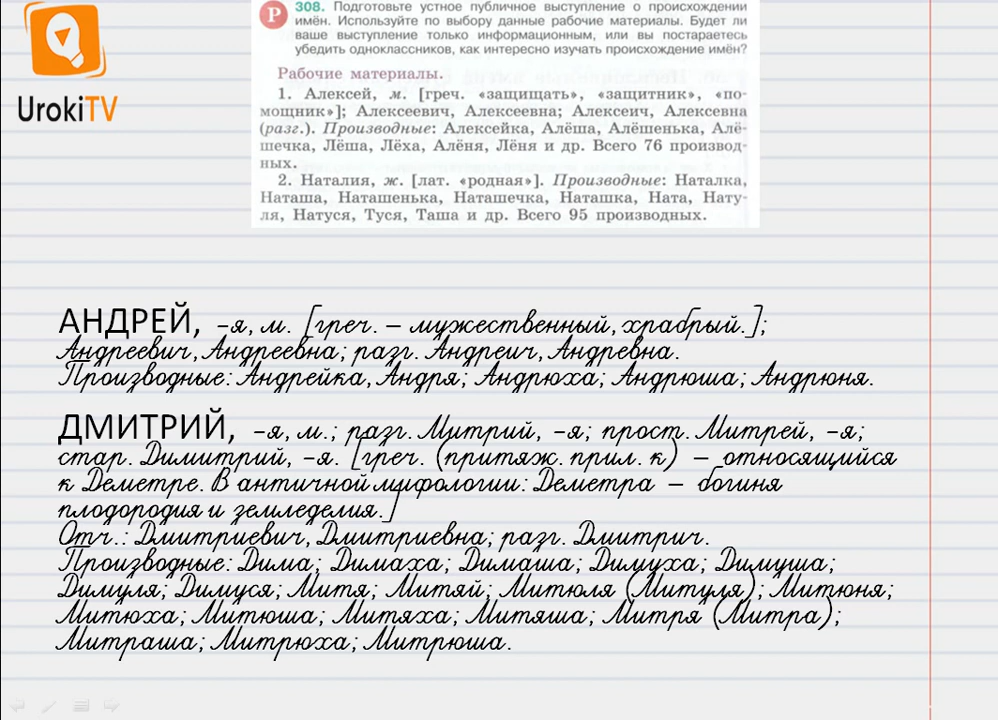 UrokiTV
Р
308. Подготовьте устное публичное выступление о происхождении
имён. Используйте по выбору данные рабочие материалы. Будет ли
ваше выступление только информационным, или вы постараетесь
убедить одноклассников, как интересно изучать происхождение имён?
Рабочие материалы.
1. Алексей, м. [греч. «защищать», «защитник», «по-
мощник»]; Алексеевич, Алексеевна; Алексеич, Алексевна
(разг.). Производные: Алексейка, Алёша, Алёшенька, Алё-
шечка, Лёша, Лёха, Алёня, Лёня и др. Всего 76 производ-
ных.
2. Наталия, ж. [лат. «родная»]. Производные: Наталка,
Наташа, Наташенька, Наташечка, Наташка, Ната, Нату-
ля, Натуся, Туся, Таша и др. Всего 95 производных.
АНДРЕЙ, -я, м. [греч. – мужественный, храбрый.];
Андреевич, Андреевна; разг. Андреич, Андревна.
Производные: Андрейка, Андря; Андрюха; Андрюша; Андрюня.
ДМИТРИЙ, -я, м.; разг. Митрий, -я; прост. Митрей, -я;
стар. Димитрий, -я. [греч. (притяж. прил. к) – относящийся
к Деметре. В античной мифологии: Деметра – богиня
плодородия и земледелия.]
Отч.: Дмитриевич, Дмитриевна; разг. Дмитрич.
Производные: Дима; Димаха; Димаша; Димуха; Димуша;
Димуля; Димуся; Митя; Митяй; Митюля (Митуля); Митюня;
Митюха; Митюша; Митяха; Митяша; Митря (Митра);
Митраша; Митрюха; Митрюша.